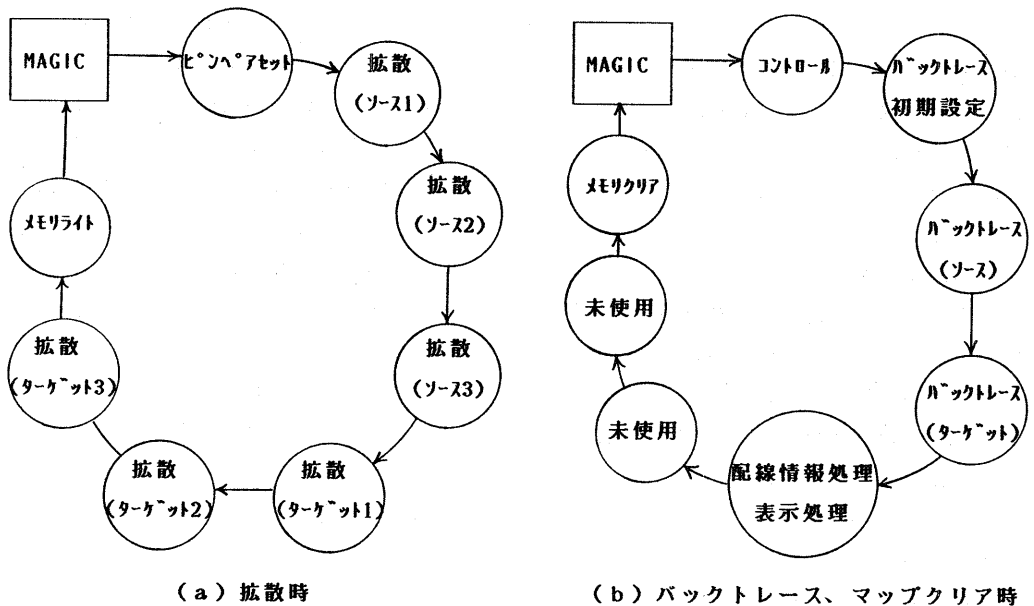 MAGIC
ピンペアセット
拡散
(ソース1)
拡散
(ソース2)
拡散
(ソース3)
拡散
(ターゲット1)
拡散
(ターゲット2)
拡散
(ターゲット3)
メモリライト
(a)拡散時
MAGIC
コントロール
バックトレース
初期設定
バックトレース
(ソース)
バックトレース
(ターゲット)
配線情報処理
表示処理
未使用
未使用
メモリクリア
(b)バックトレース、マップクリア時